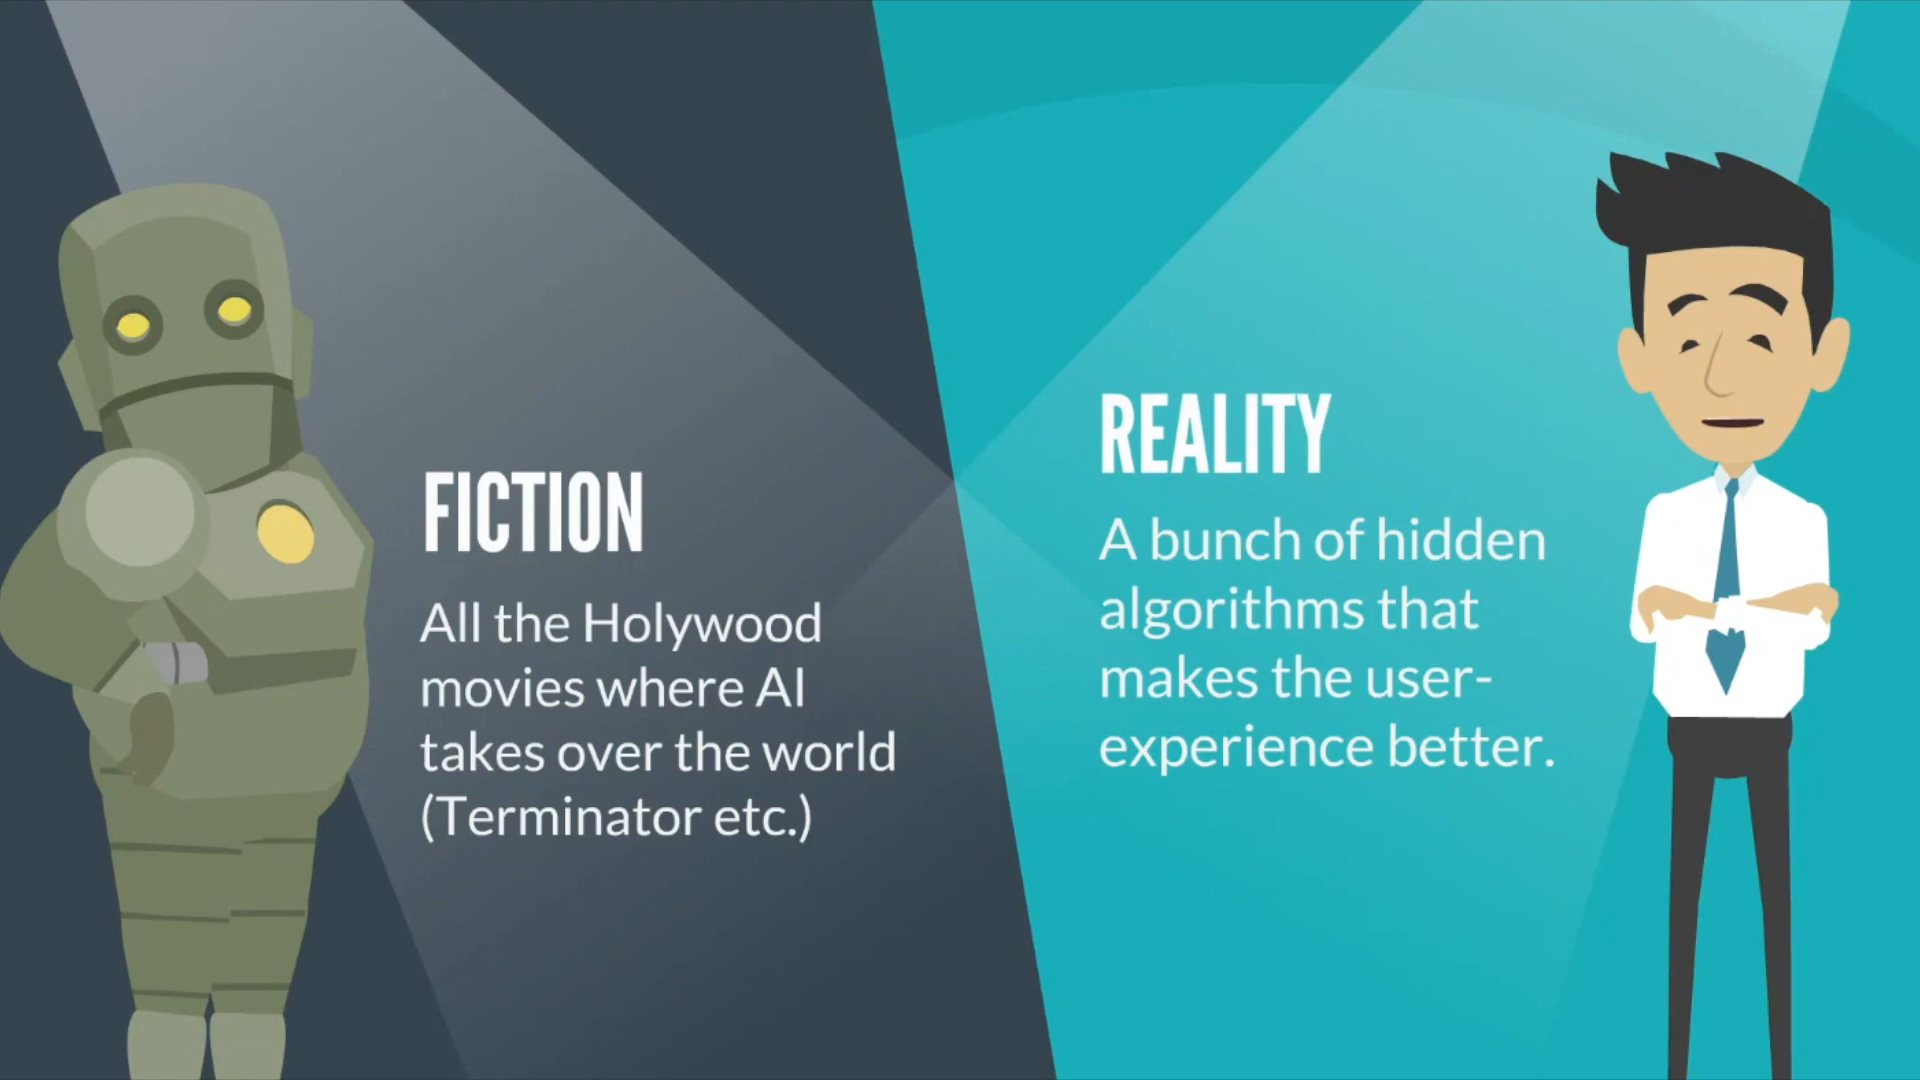 FICTION
All the Holywood
movies where AI
takes over the world
(Terminator etc.)
REALITY
A bunch of hidden
algorithms that
makes the user-
experience better.